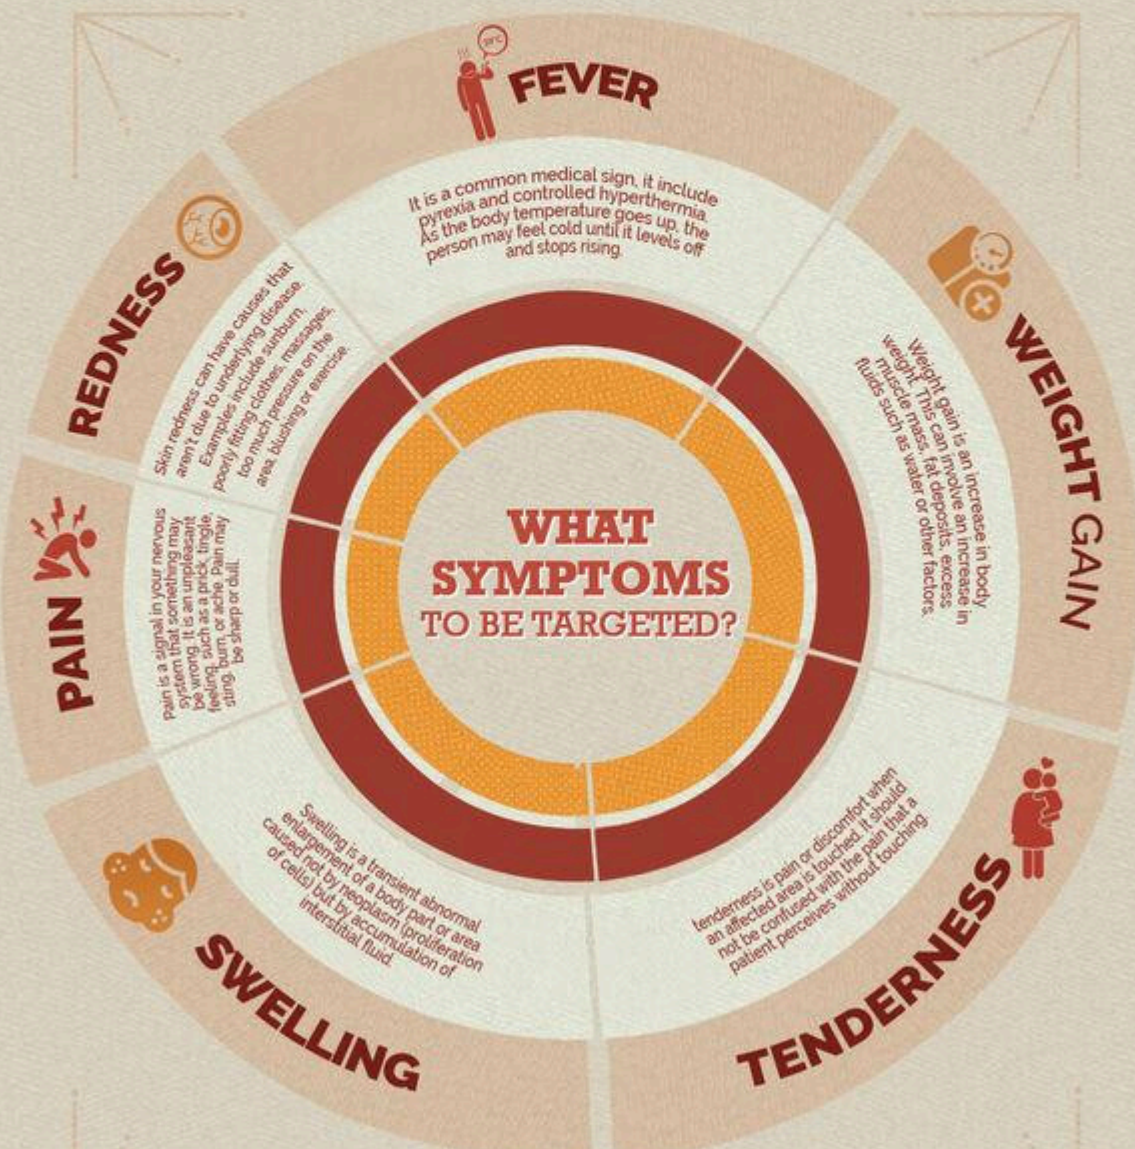 39°C
FEVER
It is a common medical sign, it include
pyrexia and controlled hyperthermia.
As the body temperature goes up, the
person may feel cold until it levels off
and stops rising.
WEIGHT GAIN
Weight gain is an increase in body
weight. This can involve an increase in
muscle mass, fat deposits, excess
fluids such as water or other factors.
TENDERNESS
tenderness is pain or discomfort when
an affected area is touched. It should
not be confused with the pain that a
patient perceives without touching
SWELLING
Swelling is a transient abnormal
enlargement of a body part or area
caused not by neoplasm (proliferation
of cells) but by accumulation of
interstitial fluid.
PAIN
Pain is a signal in your nervous
system that something may
be wrong. It is an unpleasant
feeling, such as a prick, tingle,
sting, burn, or ache. Pain may
be sharp or dull.
REDNESS
Skin redness can have causes that
aren't due to underlying disease.
Examples include sunburn,
poorly fitting clothes, massages,
too much pressure on the
area, blushing or exercise.
WHAT
SYMPTOMS
TO BE TARGETED?